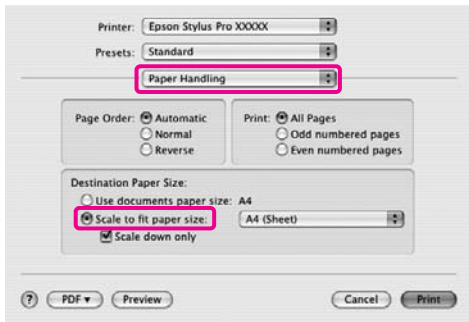 Printer: Epson Stylus Pro XXXXX
Presets: Standard
Paper Handling
Page Order: Automatic
Normal
Reverse
Print: All Pages
Odd numbered pages
Even numbered pages
Destination Paper Size:
Use documents paper size: A4
Scale to fit paper size: A4 (Sheet)
Scale down only
? PDF ▼ Preview Cancel Print